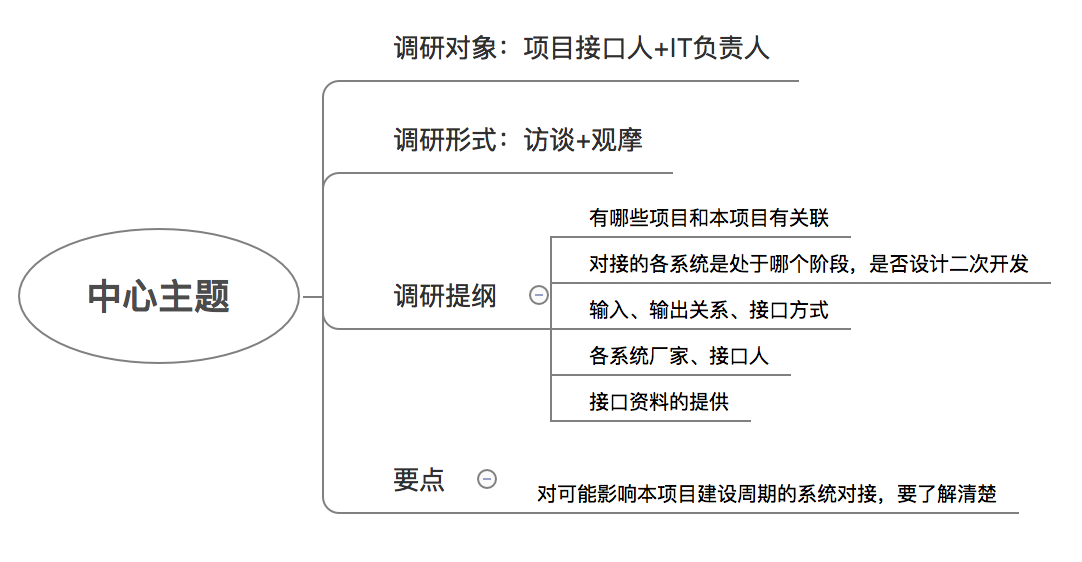 调研对象：项目接口人+IT负责人
调研形式：访谈+观摩
中心主题
调研提纲
有哪些项目和本项目有关联
对接的各系统是处于哪个阶段，是否设计二次开发
输入、输出关系、接口方式
各系统厂家、接口人
接口资料的提供
要点
对可能影响本项目建设周期的系统对接，要了解清楚